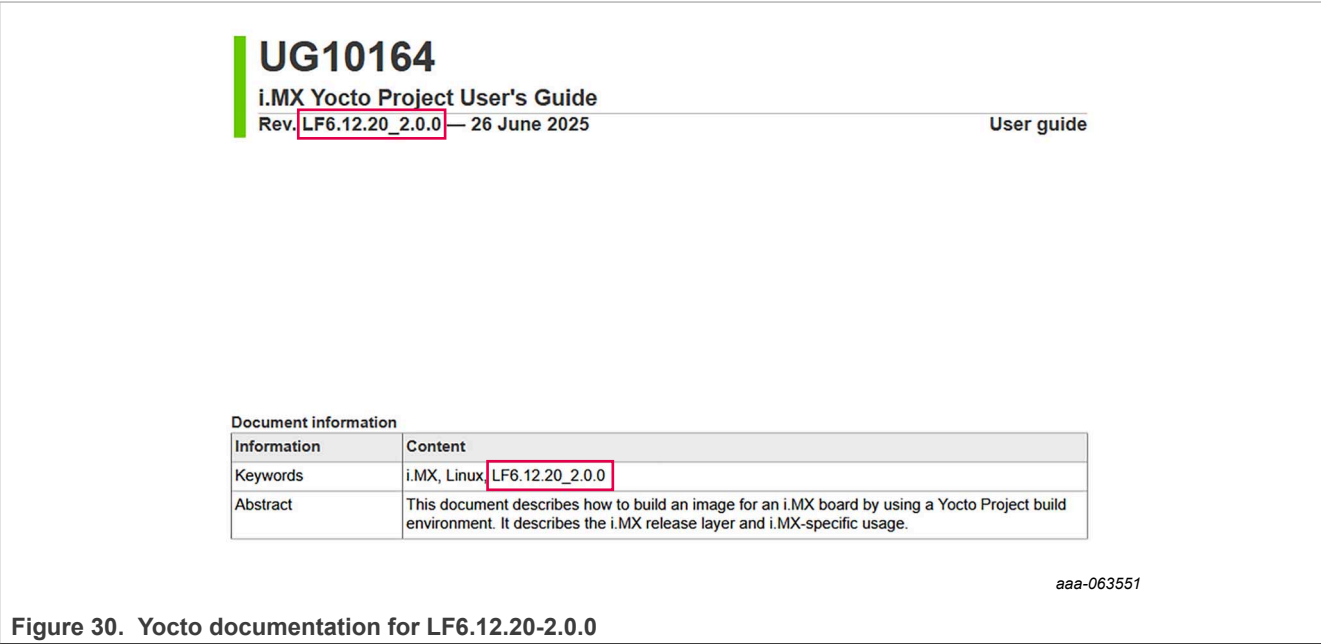 UG10164
i.MX Yocto Project User's Guide
Rev. LF6.12.20_2.0.0 — 26 June 2025 User guide
Document information
Information Content
Keywords i.MX, Linux, LF6.12.20_2.0.0
Abstract This document describes how to build an image for an i.MX board by using a Yocto Project build
environment. It describes the i.MX release layer and i.MX-specific usage.
aaa-063551
Figure 30. Yocto documentation for LF6.12.20-2.0.0